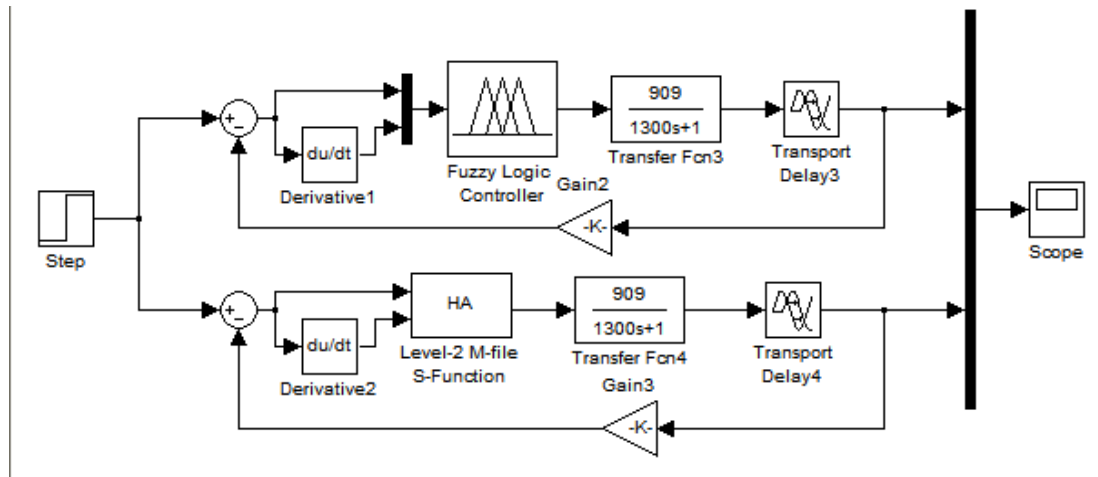 +
−
du/dt
Derivative1
Fuzzy Logic
Controller
909
1300s+1
Transfer Fcn3
Transport
Delay3
Gain2
-K-
Step
Scope
+
−
du/dt
Derivative2
HA
Level-2 M-file
S-Function
909
1300s+1
Transfer Fcn4
Transport
Delay4
Gain3
-K-